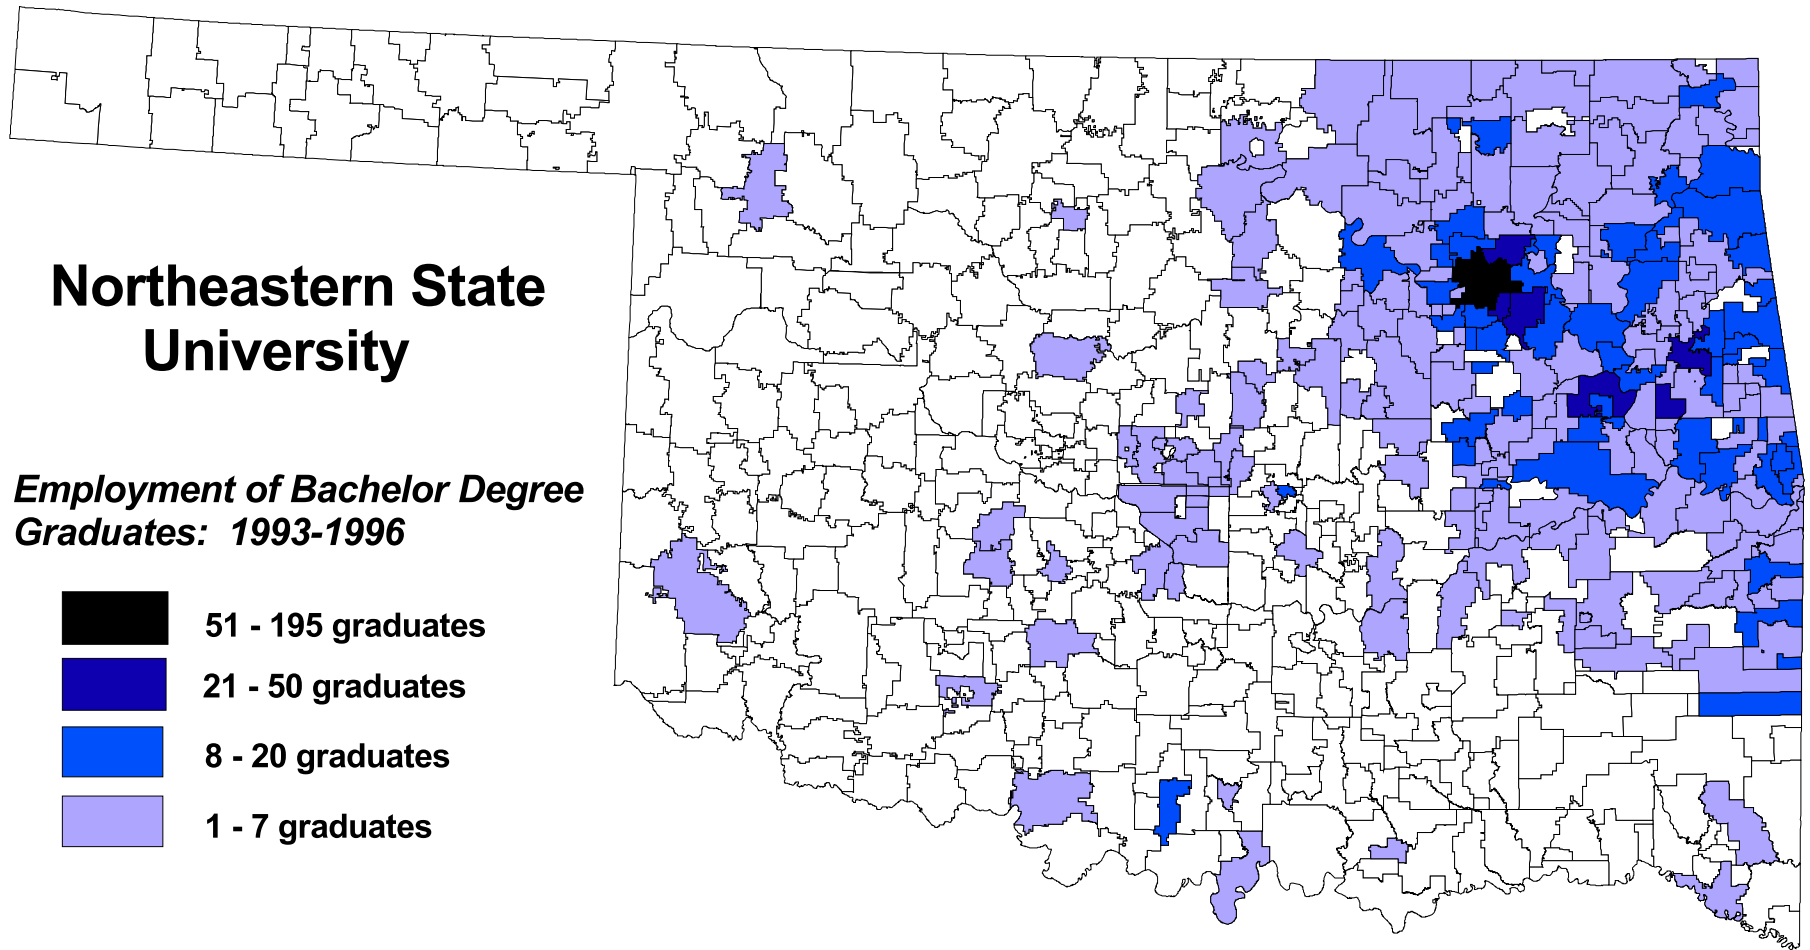 Northeastern State
University
Employment of Bachelor Degree
Graduates:  1993-1996
51 - 195 graduates
21 - 50 graduates
8 - 20 graduates
1 - 7 graduates